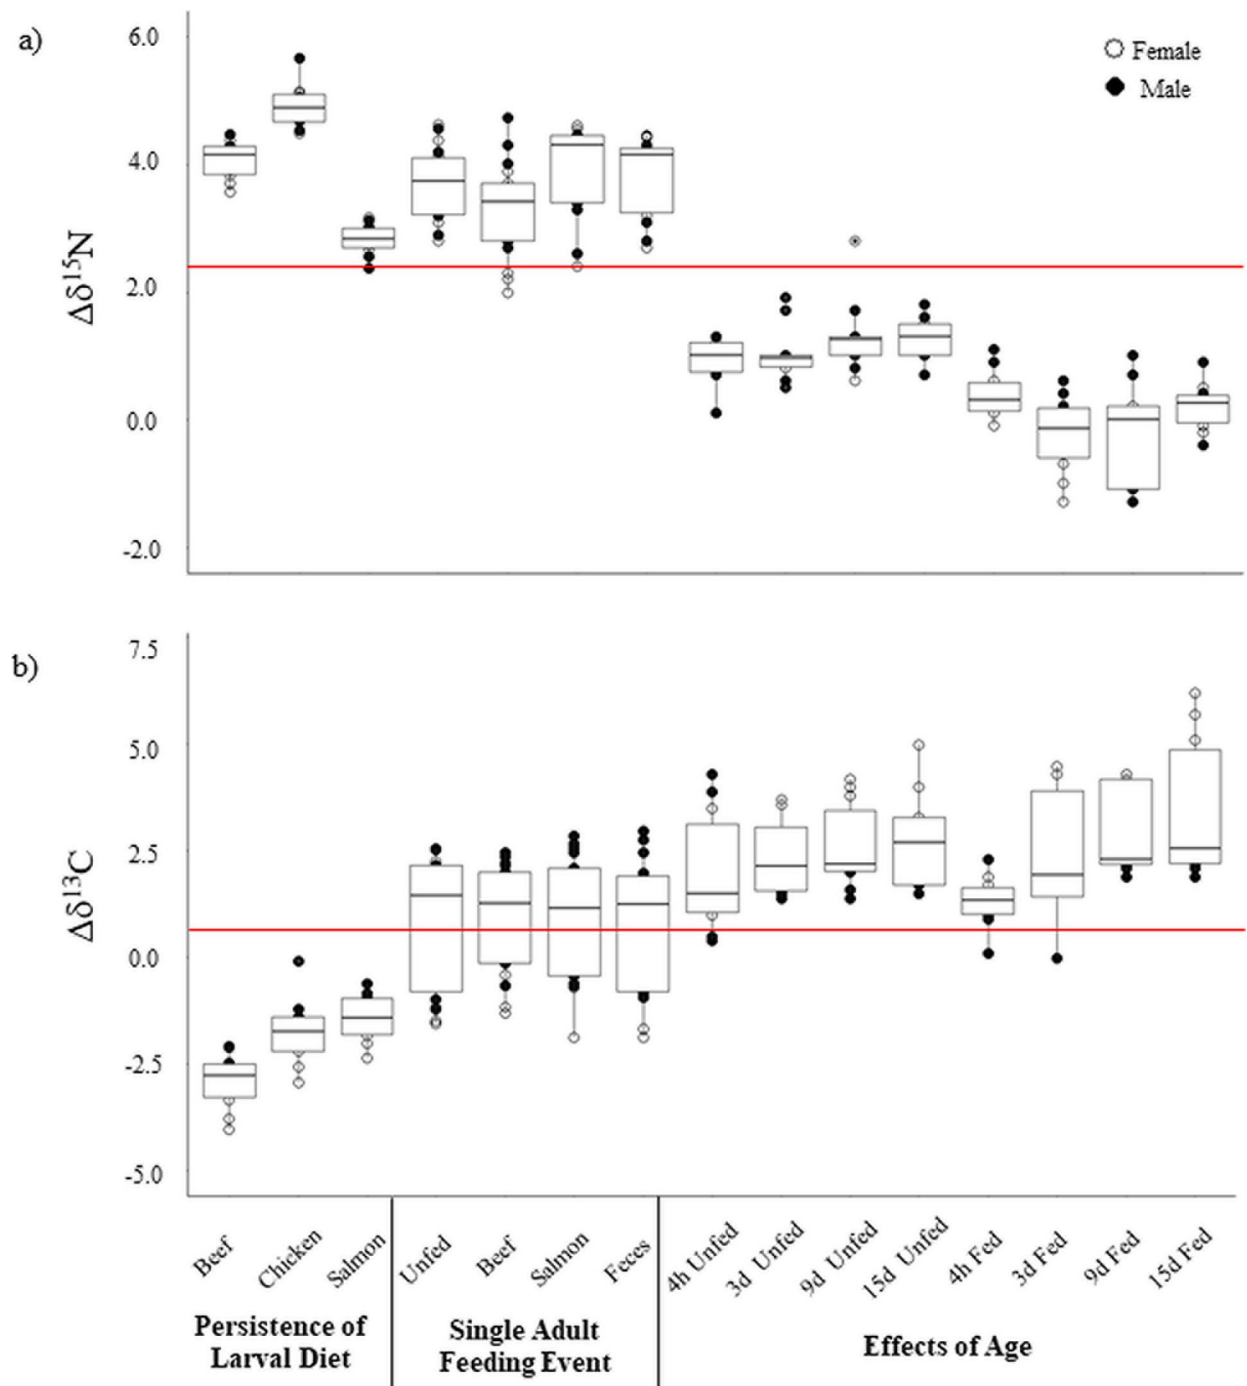 a)
6.0
4.0
2.0
0.0
-2.0
Δδ¹⁵N
Female
Male
b)
7.5
5.0
2.5
0.0
-2.5
-5.0
Δδ¹³C
Beef
Chicken
Salmon
Unfed
Beef
Salmon
Feces
4h Unfed
3d Unfed
9d Unfed
15d Unfed
4h Fed
3d Fed
9d Fed
15d Fed
Persistence of
Larval Diet
Single Adult
Feeding Event
Effects of Age